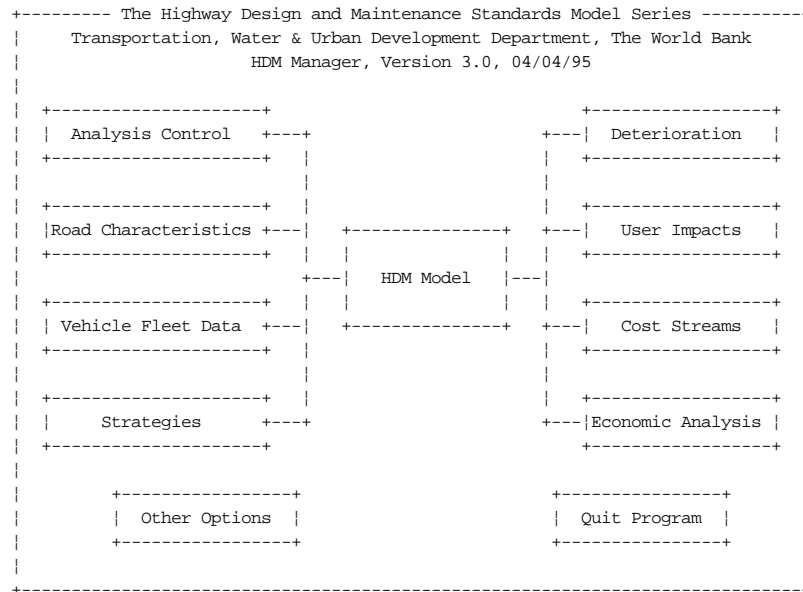 The Highway Design and Maintenance Standards Model Series
Transportation, Water & Urban Development Department, The World Bank
HDM Manager, Version 3.0, 04/04/95
Analysis Control
Deterioration
Road Characteristics
User Impacts
HDM Model
Vehicle Fleet Data
Cost Streams
Strategies
Economic Analysis
Other Options
Quit Program